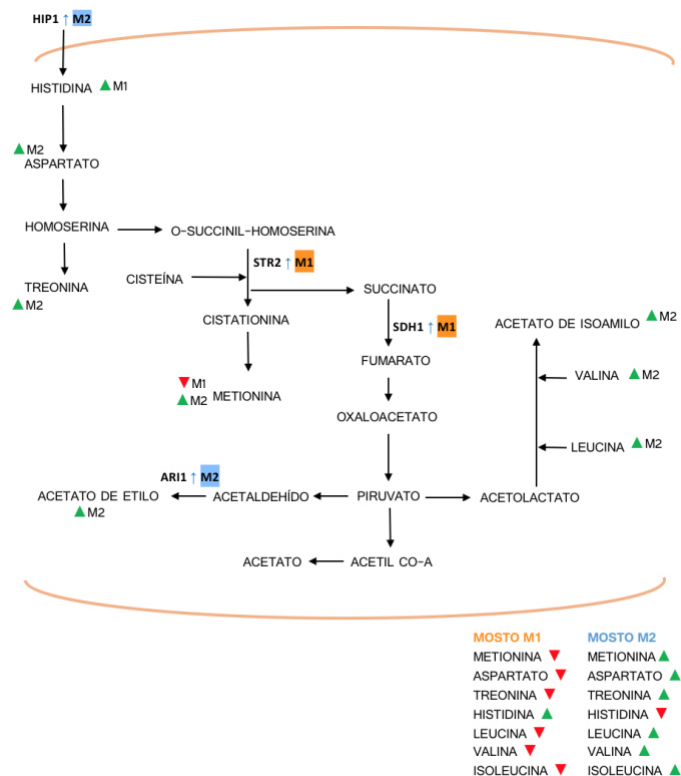 HIP1 ↑ M2
HISTIDINA ▲ M1
▲ M2
ASPARTATO
HOMOSERINA
O-SUCCINIL-HOMOSERINA
STR2 ↑ M1
CISTEÍNA
TREONINA
▲ M2
SUCCINATO
CISTATIONINA
SDH1 ↑ M1
ACETATO DE ISOAMILO ▲ M2
FUMARATO
VALINA ▲ M2
▼ M1
▲ M2 METIONINA
OXALOACETATO
LEUCINA ▲ M2
ARI1 ↑ M2
ACETATO DE ETILO
▲ M2
ACETALDEHÍDO
PIRUVATO
ACETOLACTATO
ACETATO
ACETIL CO-A
MOSTO M1
METIONINA ▼
ASPARTATO ▼
TREONINA ▼
HISTIDINA ▲
LEUCINA ▼
VALINA ▼
ISOLEUCINA ▼
MOSTO M2
METIONINA ▲
ASPARTATO ▲
TREONINA ▲
HISTIDINA ▼
LEUCINA ▲
VALINA ▲
ISOLEUCINA ▲